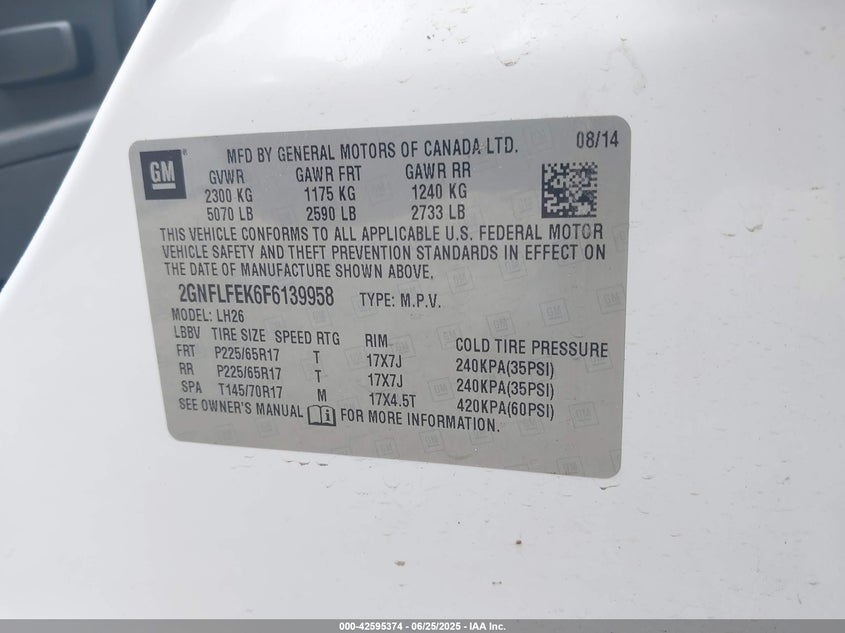 GM ® MFD BY GENERAL MOTORS OF CANADA LTD. 08/14
GVWR GAWR FRT GAWR RR
2300 KG 1175 KG 1240 KG
5070 LB 2590 LB 2733 LB
THIS VEHICLE CONFORMS TO ALL APPLICABLE U.S. FEDERAL MOTOR
VEHICLE SAFETY AND THEFT PREVENTION STANDARDS IN EFFECT ON
THE DATE OF MANUFACTURE SHOWN ABOVE.
2GNFLFEK6F6139958 TYPE: M.P.V.
MODEL: LH26
LBBV TIRE SIZE SPEED RTG RIM COLD TIRE PRESSURE
FRT P225/65R17 T 17X7J 240KPA(35PSI)
RR P225/65R17 T 17X7J 240KPA(35PSI)
SPA T145/70R17 M 17X4.5T 420KPA(60PSI)
SEE OWNER'S MANUAL i FOR MORE INFORMATION.
000-42595374 | 06/25/2025 - IAA Inc.